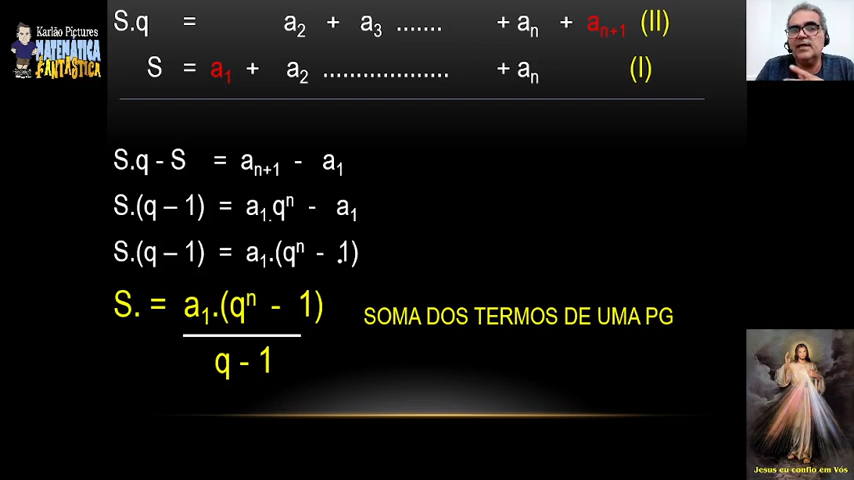 Karlão Pictures
MATEMÁTICA
FANTÁSTICA
S.q = a₂ + a₃ ....... + aₙ + aₙ₊₁ (II)
S = a₁ + a₂ .................... + aₙ (I)
S.q - S = aₙ₊₁ - a₁
S.(q – 1) = a₁.qⁿ - a₁
S.(q – 1) = a₁.(qⁿ - 1)
S. = a₁.(qⁿ - 1)
q - 1
SOMA DOS TERMOS DE UMA PG
Jesus eu confio em Vós